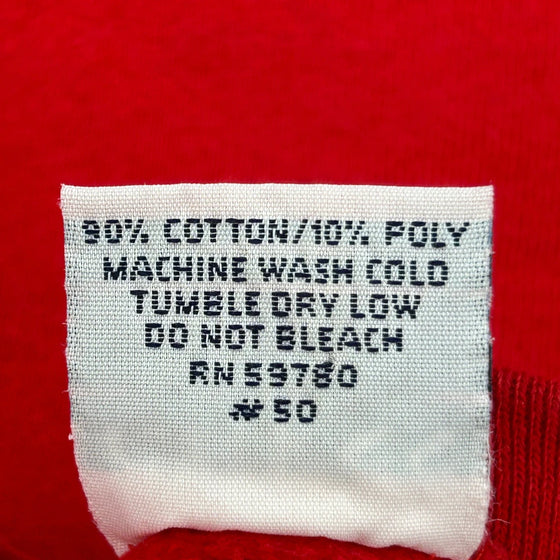 90% COTTON/10% POLY
MACHINE WASH COLD
TUMBLE DRY LOW
DO NOT BLEACH
RN 59780
# 50